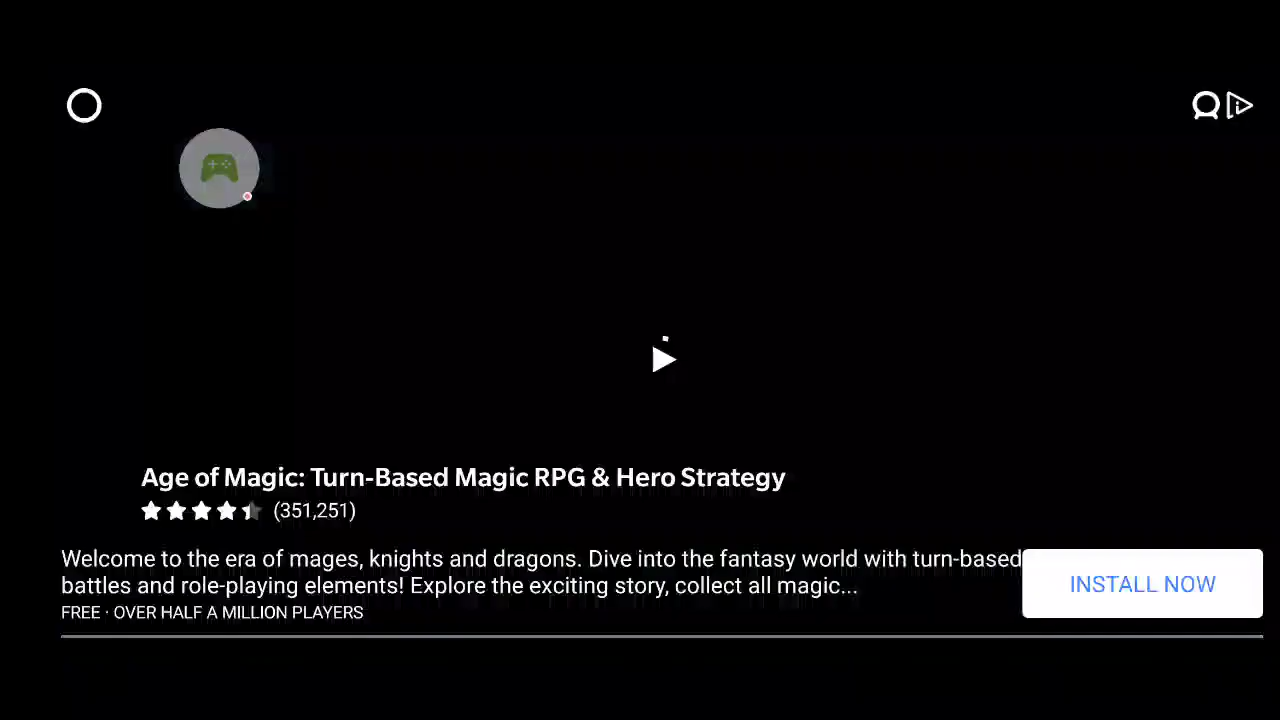 Age of Magic: Turn-Based Magic RPG & Hero Strategy
(351,251)
Welcome to the era of mages, knights and dragons. Dive into the fantasy world with turn-based
battles and role-playing elements! Explore the exciting story, collect all magic...
INSTALL NOW
FREE · OVER HALF A MILLION PLAYERS